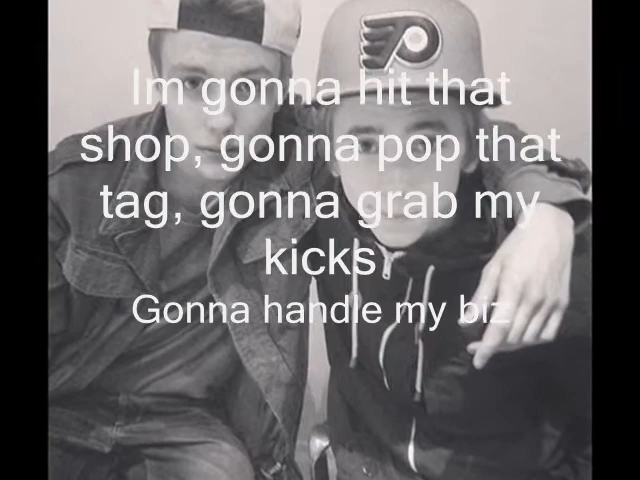 Im gonna hit that
shop, gonna pop that
tag, gonna grab my
kicks
Gonna handle my biz